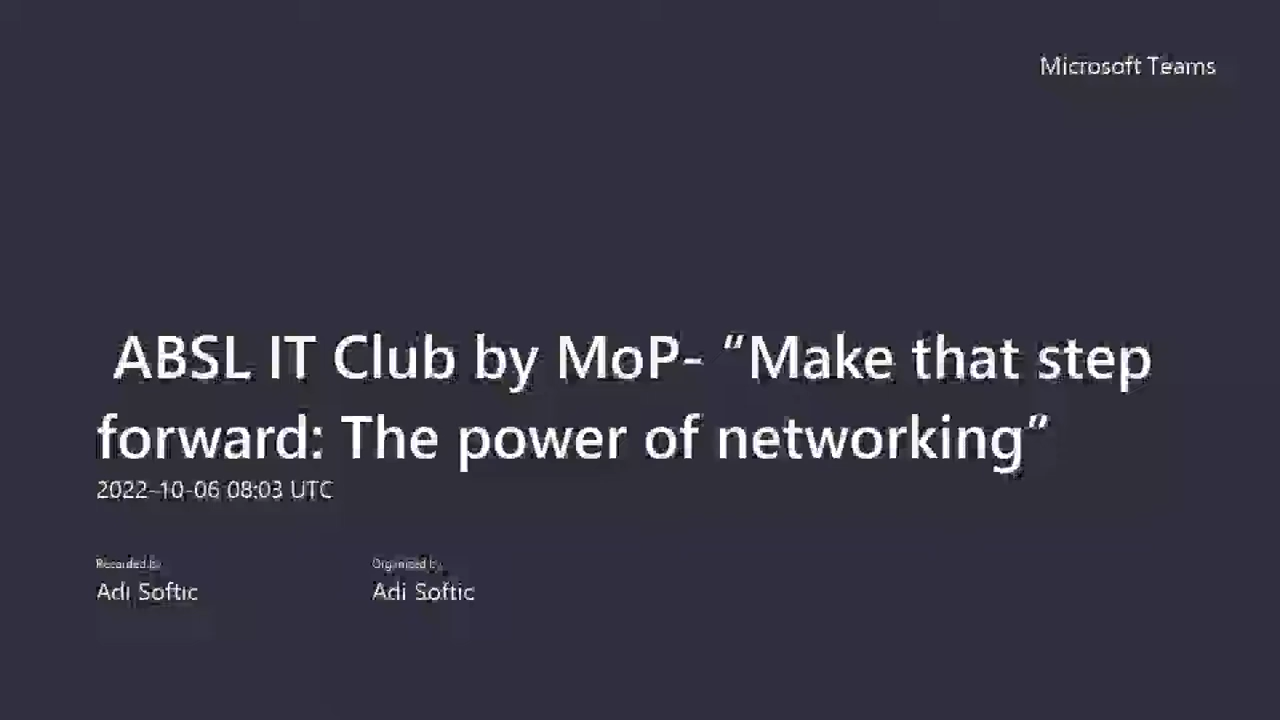 Microsoft Teams
ABSL IT Club by MoP- “Make that step
forward: The power of networking”
2022-10-06 08:03 UTC
Recorded by
Organized by
Adi Softic
Adi Softic